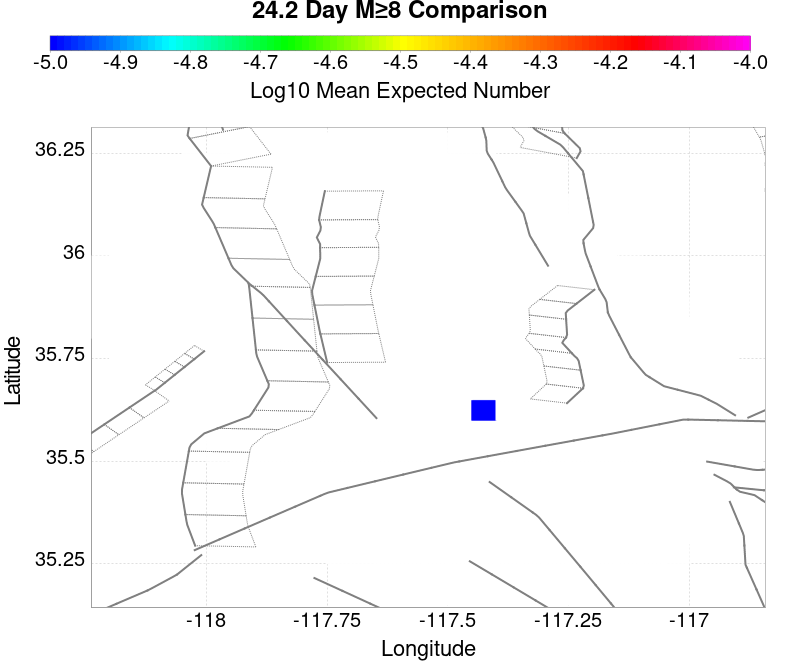 24.2 Day M≥8 Comparison
-5.0 -4.9 -4.8 -4.7 -4.6 -4.5 -4.4 -4.3 -4.2 -4.1 -4.0
Log10 Mean Expected Number
36.25
36
35.75
35.5
35.25
Latitude
-118 -117.75 -117.5 -117.25 -117
Longitude